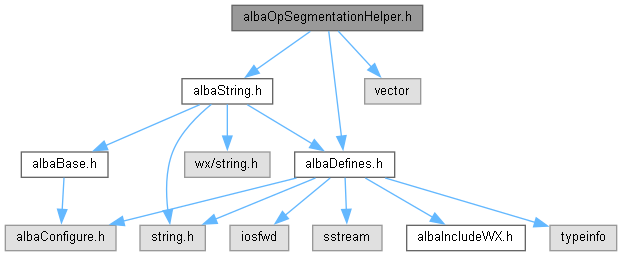 albaOpSegmentationHelper.h
albaString.h
vector
albaBase.h
wx/string.h
albaDefines.h
albaConfigure.h
string.h
iosfwd
sstream
albaIncludeWX.h
typeinfo